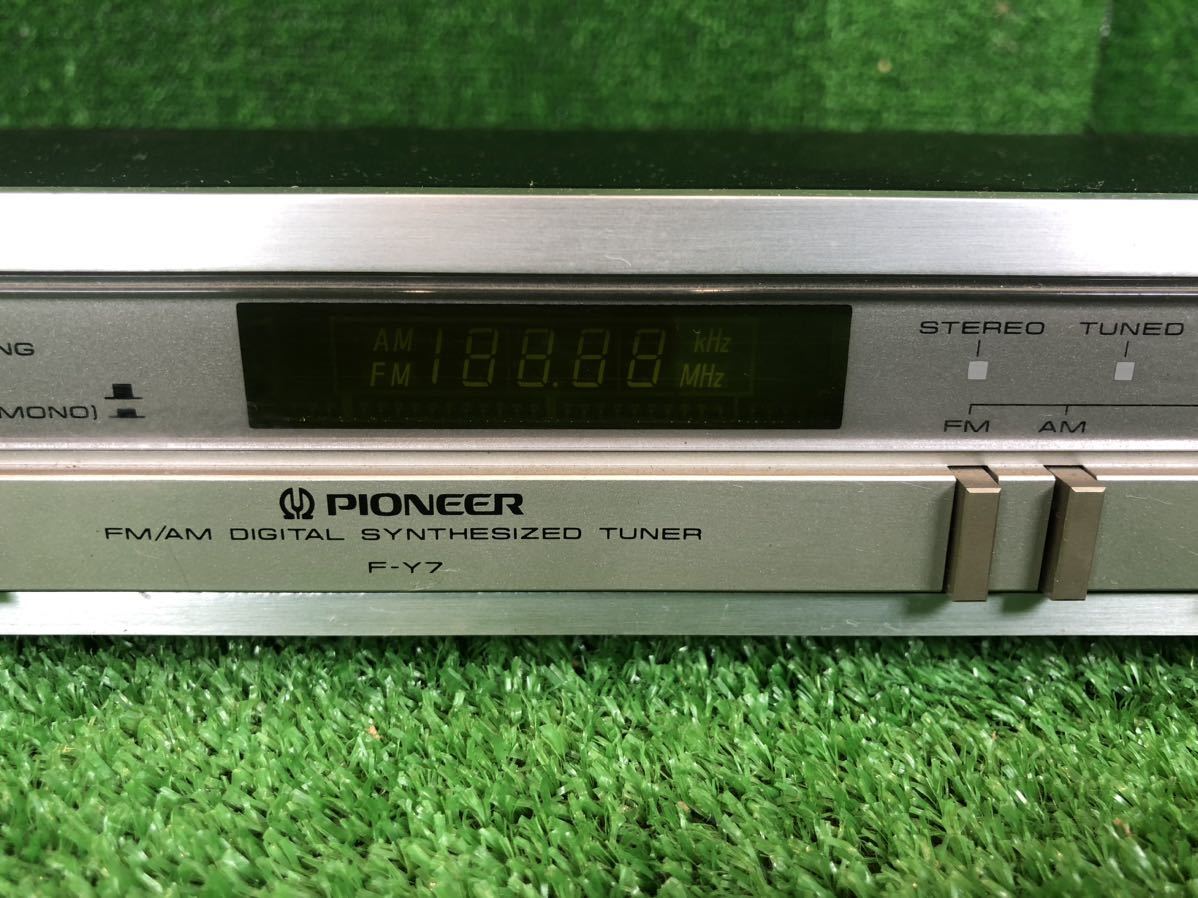 NG
MONO)
AM 188.88 kHz
FM MHz
STEREO TUNED
FM AM
PIONEER
FM/AM DIGITAL SYNTHESIZED TUNER
F-Y7